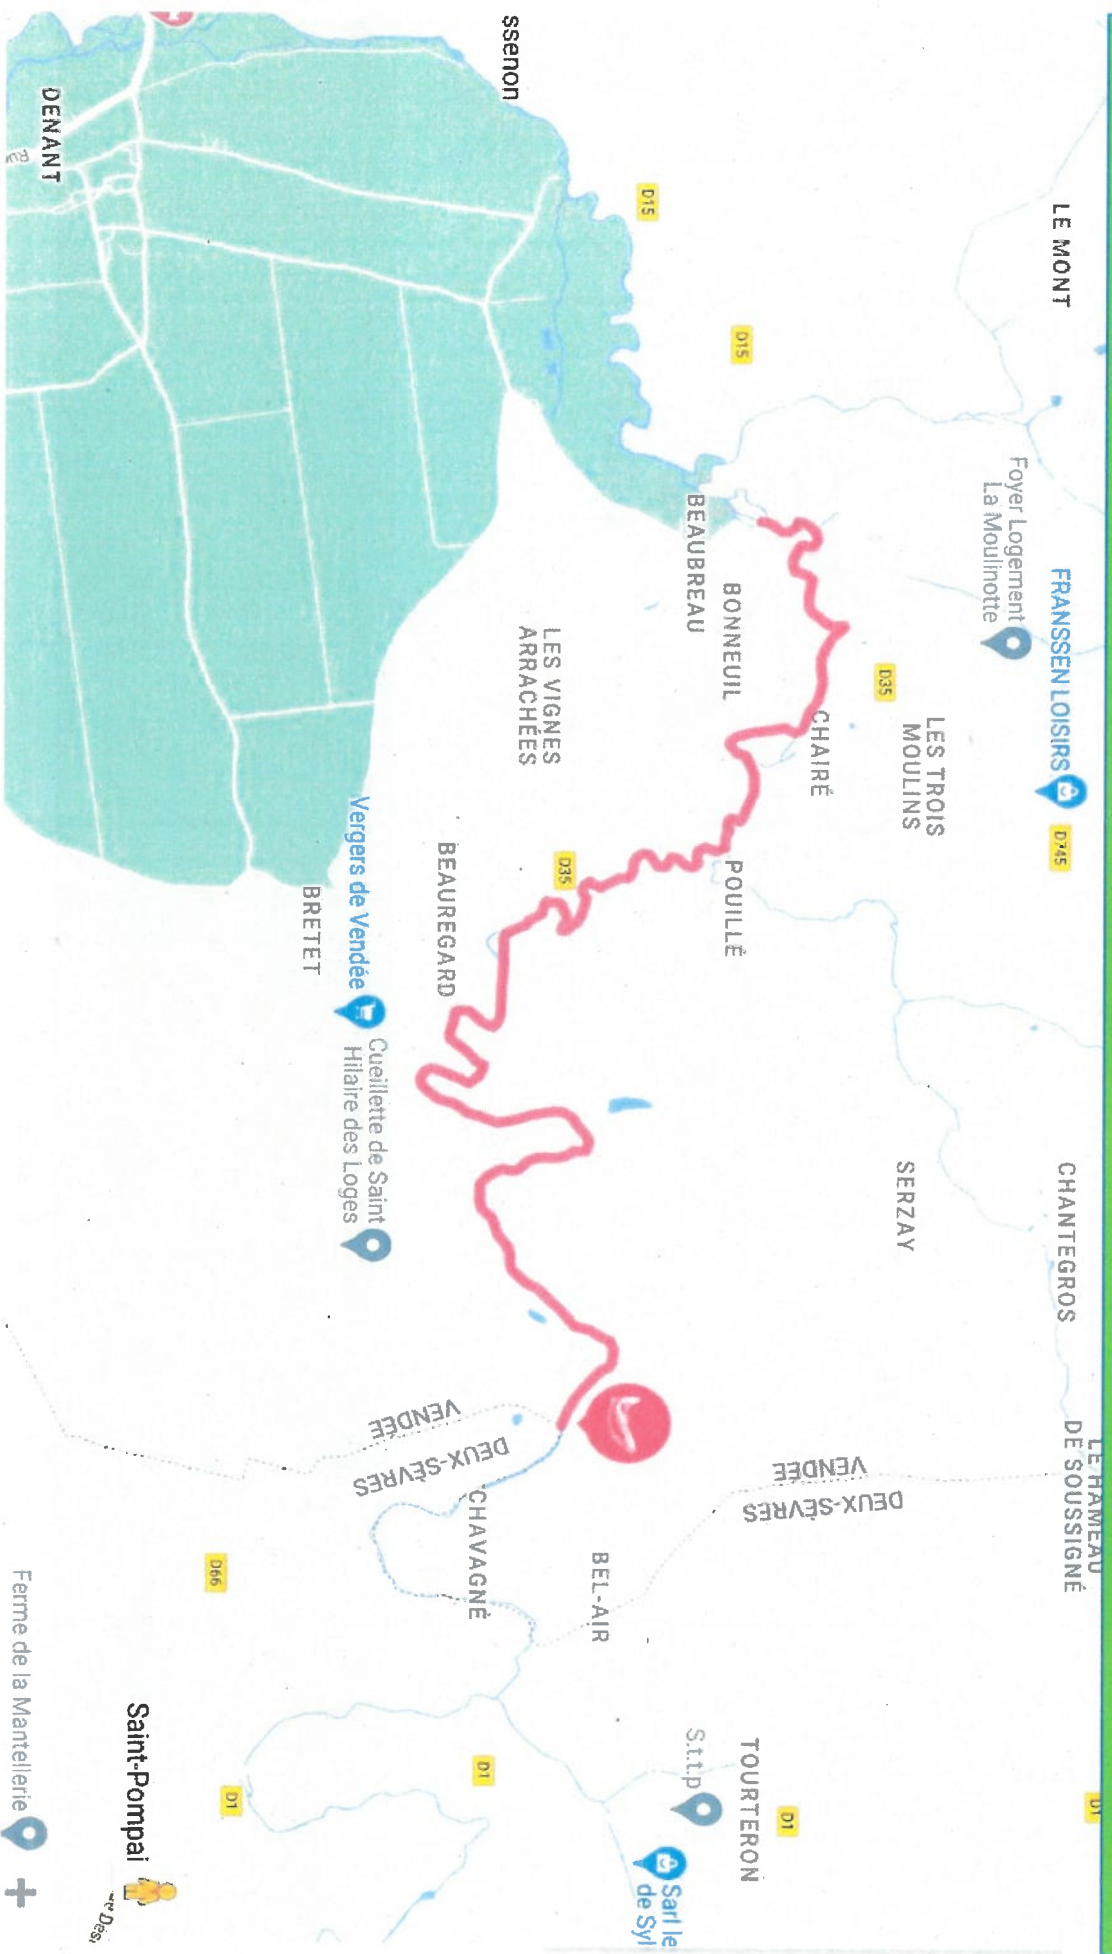 LE MONT
FRANSSEN LOISIRS
D745
CHANTEGROS
LE HAMEAU
DE SOUSSIGNÉ
D1
Foyer Logement
La Moulinotte
LES TROIS
MOULINS
SERZAY
D35
VENDÉE
DEUX-SÈVRES
CHAIRÉ
D1
D15
BONNEUIL
POUILLÉ
TOURTERON
BEAUBREAU
S.t.t.p
D15
Sarl le
de Syl
BEL-AIR
LES VIGNES
ARRACHÉES
D35
ssenon
D1
CHAVAGNÉ
BEAUREGARD
VENDÉE
DEUX-SÈVRES
Vergers de Vendée
Cueillette de Saint
Hilaire des Loges
BRETET
D1
D66
Saint-Pompai
DENANT
Ferme de la Mantellerie